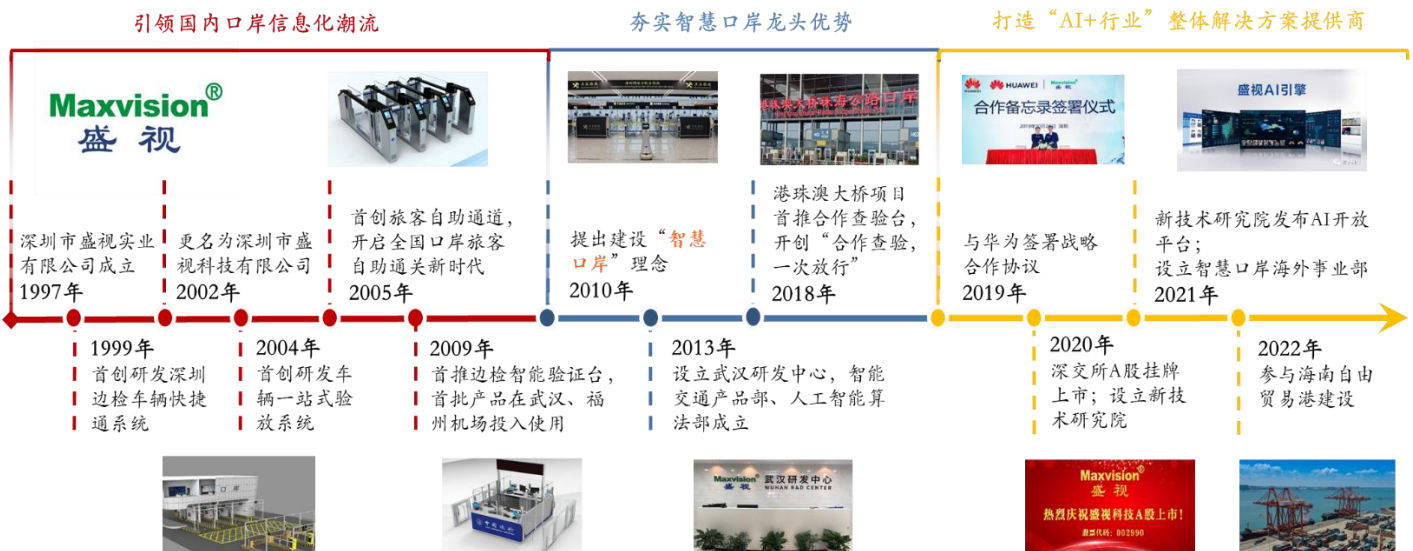 引领国内口岸信息化潮流
夯实智慧口岸龙头优势
打造“AI+行业”整体解决方案提供商
Maxvision®
盛视
深圳市盛视实业
有限公司成立
1997年
更名为深圳市盛
视科技有限公司
2002年
首创旅客自助通道，
开启全国口岸旅客
自助通关新时代
2005年
提出建设“智慧
口岸”理念
2010年
港珠澳大桥珠海公路口岸
港珠澳大桥项目
首推合作查验台，
开创“合作查验，
一次放行”
2018年
HUAWEI
HUAWEI
Maxvision
盛视
合作备忘录签署仪式
与华为签署战略
合作协议
2019年
盛视AI引擎
新技术研究院发布AI开放
平台；
设立智慧口岸海外事业部
2021年
1999年
首创研发深圳
边检车辆快捷
通系统
2004年
首创研发车
辆一站式验
放系统
2009年
首推边检智能验证台，
首批产品在武汉、福
州机场投入使用
2013年
设立武汉研发中心，智能
交通产品部、人工智能算
法部成立
2020年
深交所A股挂牌
上市；设立新技
术研究院
2022年
参与海南自由
贸易港建设
口岸
中国边检
Maxvision
盛视
武汉研发中心
WUHAN R&D CENTER
Maxvision
盛视
热烈庆祝盛视科技A股上市!
股票代码：002990